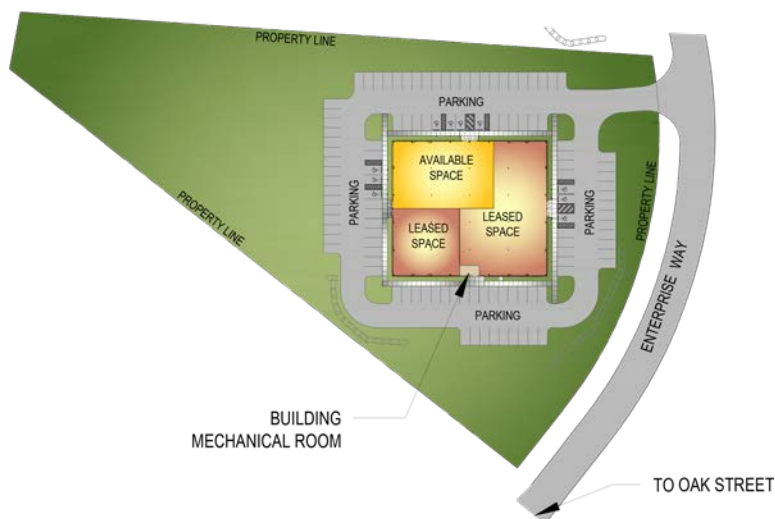 PROPERTY LINE
PARKING
AVAILABLE
SPACE
PARKING
PROPERTY LINE
LEASED
SPACE
LEASED
SPACE
PARKING
PROPERTY LINE
PARKING
ENTERPRISE WAY
BUILDING
MECHANICAL ROOM
TO OAK STREET